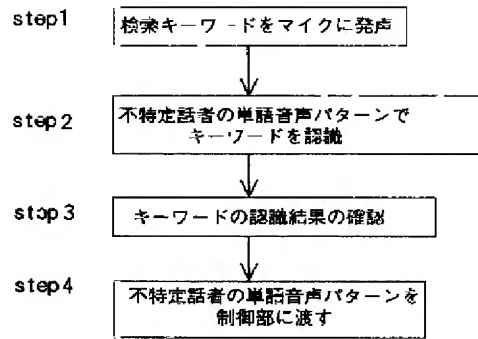 step1
検索キーワードをマイクに発声
step2
不特定話者の単語音声パターンで
キーワードを認識
step3
キーワードの認識結果の確認
step4
不特定話者の単語音声パターンを
制御部に渡す